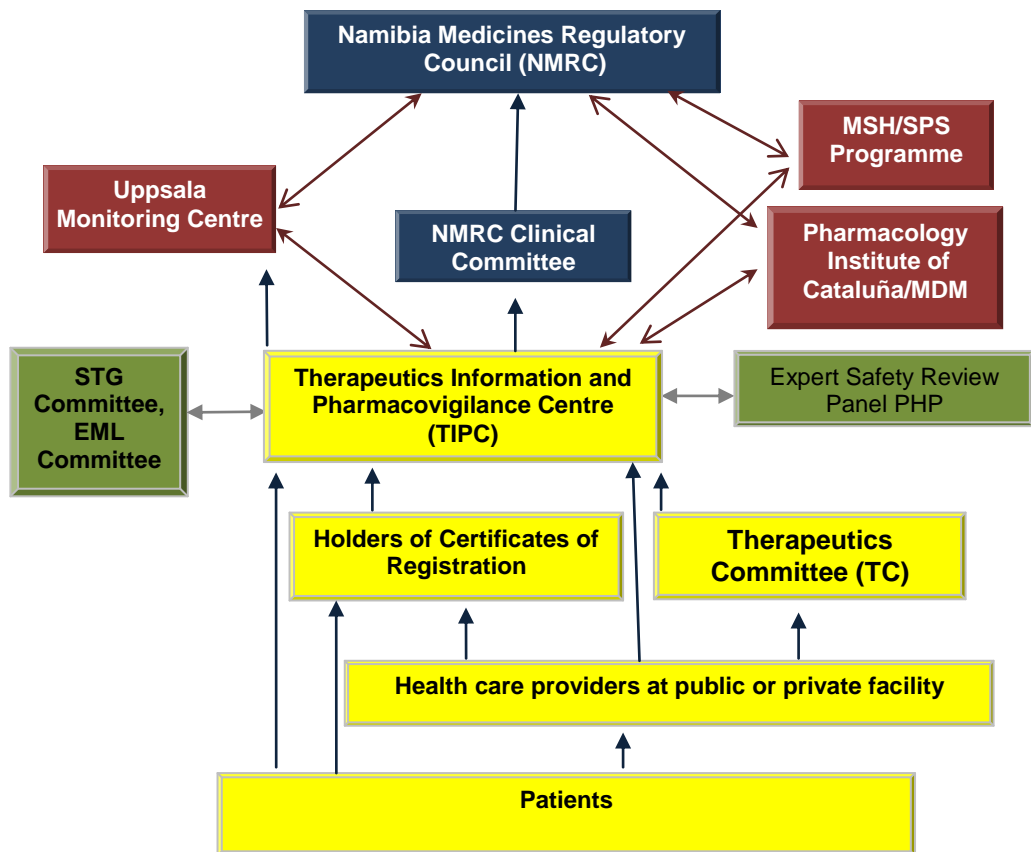 Namibia Medicines Regulatory
Council (NMRC)
MSH/SPS
Programme
Uppsala
Monitoring Centre
NMRC Clinical
Committee
Pharmacology
Institute of
Cataluña/MDM
STG
Committee,
EML
Committee
Therapeutics Information and
Pharmacovigilance Centre
(TIPC)
Expert Safety Review
Panel PHP
Holders of Certificates of
Registration
Therapeutics
Committee (TC)
Health care providers at public or private facility
Patients